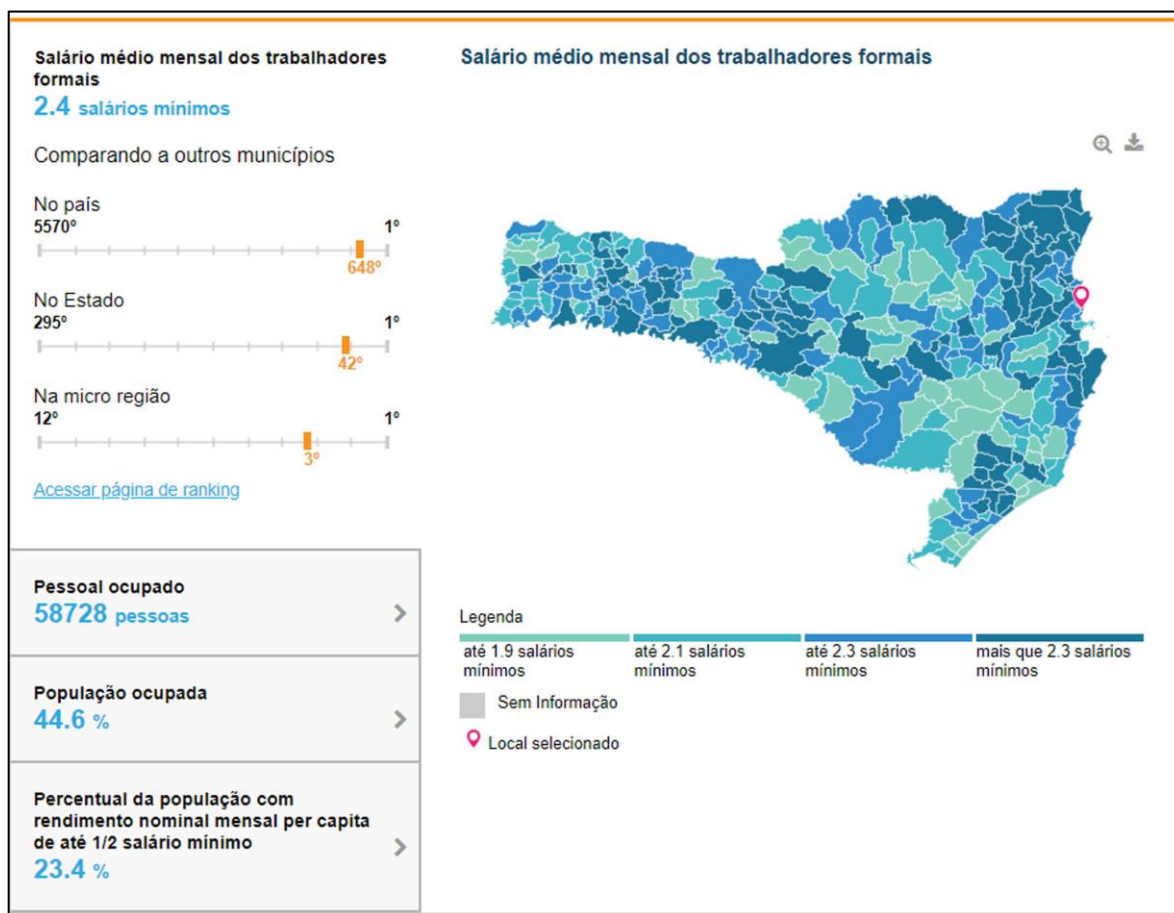 Salário médio mensal dos trabalhadores
formais
2.4 salários mínimos
Comparando a outros municípios
No país
5570º 1º
648º
No Estado
295º 1º
42º
Na micro região
12º 1º
3º
Acessar página de ranking
Pessoal ocupado
58728 pessoas
População ocupada
44.6 %
Percentual da população com
rendimento nominal mensal per capita
de até 1/2 salário mínimo
23.4 %
Salário médio mensal dos trabalhadores formais
Legenda
até 1.9 salários
mínimos
até 2.1 salários
mínimos
até 2.3 salários
mínimos
mais que 2.3 salários
mínimos
Sem Informação
Local selecionado